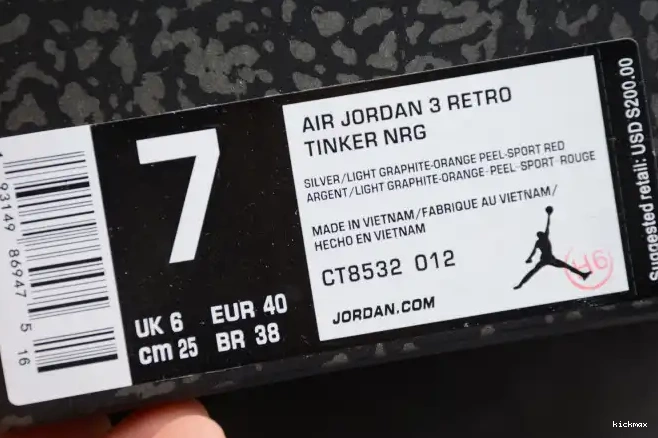 93149 86947 5 16
7
UK 6 EUR 40
cm 25 BR 38
AIR JORDAN 3 RETRO
TINKER NRG
SILVER/LIGHT GRAPHITE-ORANGE PEEL-SPORT RED
ARGENT/LIGHT GRAPHITE-ORANGE-PEEL-SPORT-ROUGE
MADE IN VIETNAM/FABRIQUE AU VIETNAM/
HECHO EN VIETNAM
CT8532 012
JORDAN.COM
Suggested retail: USD S200.00
kickmax